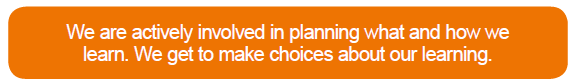 We are actively involved in planning what and how we
learn. We get to make choices about our learning.